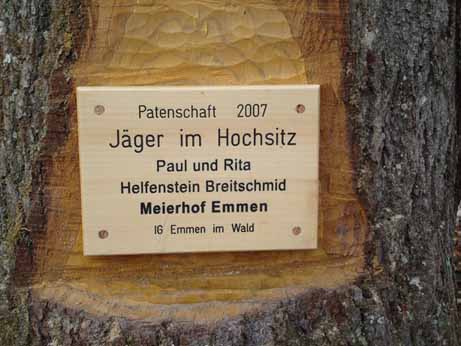 Patenschaft 2007
Jäger im Hochsitz
Paul und Rita
Helfenstein Breitschmid
Meierhof Emmen
IG Emmen im Wald